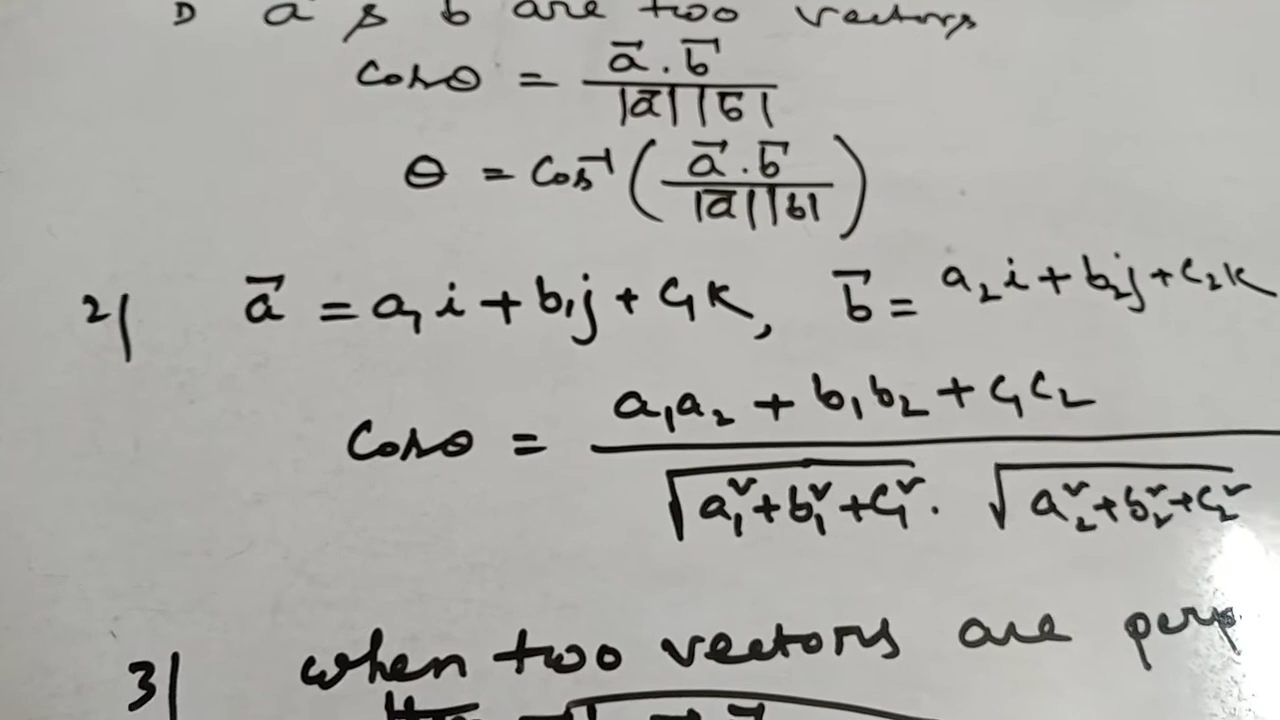 1) a & b are two vectors
cosθ = a⃗ . b⃗ / |a⃗| |b⃗|
θ = cos⁻¹ ( a⃗ . b⃗ / |a⃗| |b| )
2) a⃗ = a₁i + b₁j + c₁k, b⃗ = a₂i + b₂j + c₂k
cosθ = a₁a₂ + b₁b₂ + c₁c₂ / √a₁² + b₁² + c₁² . √a₂² + b₂² + c₂²
3) when two vectors are perp